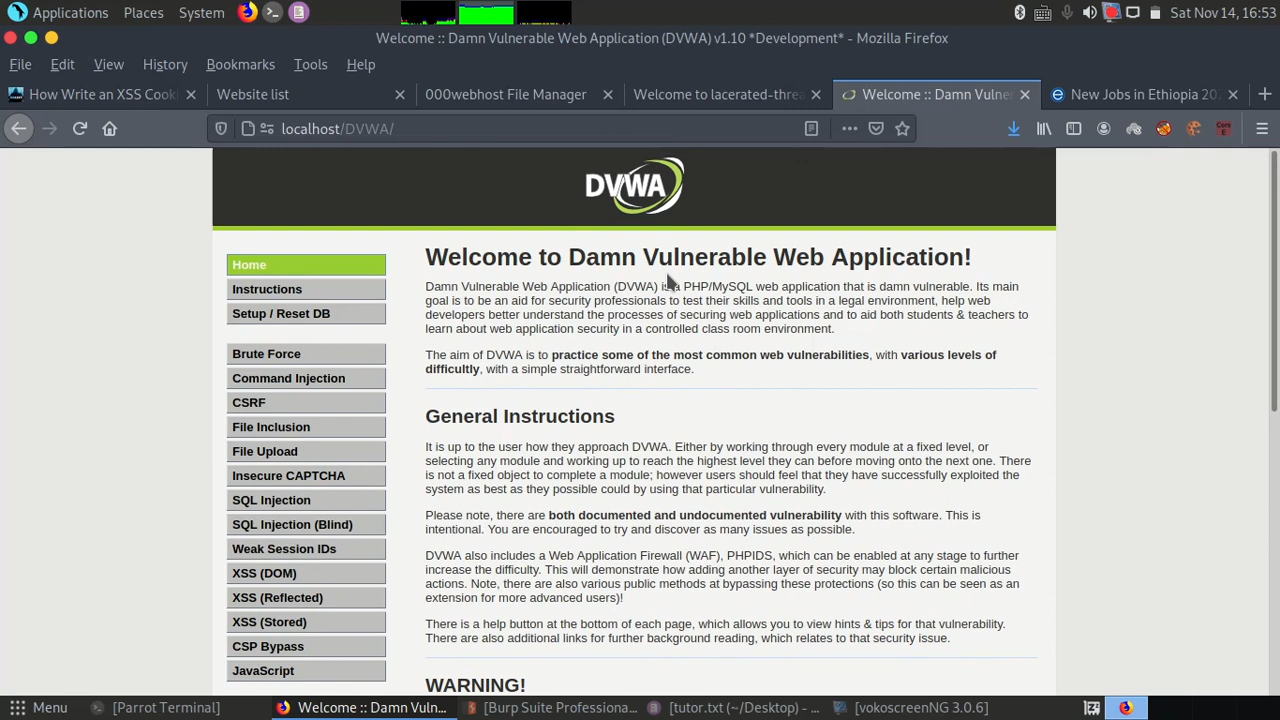 Applications Places System Sat Nov 14, 16:53
Welcome :: Damn Vulnerable Web Application (DVWA) v1.10 *Development* - Mozilla Firefox
File Edit View History Bookmarks Tools Help
How Write an XSS Cook Website list 000webhost File Manager Welcome to lacerated-threa Welcome :: Damn Vulner New Jobs in Ethiopia 202
localhost/DVWA/
DVWA
Home
Instructions
Setup / Reset DB
Brute Force
Command Injection
CSRF
File Inclusion
File Upload
Insecure CAPTCHA
SQL Injection
SQL Injection (Blind)
Weak Session IDs
XSS (DOM)
XSS (Reflected)
XSS (Stored)
CSP Bypass
JavaScript
Welcome to Damn Vulnerable Web Application!
Damn Vulnerable Web Application (DVWA) is a PHP/MySQL web application that is damn vulnerable. Its main
goal is to be an aid for security professionals to test their skills and tools in a legal environment, help web
developers better understand the processes of securing web applications and to aid both students & teachers to
learn about web application security in a controlled class room environment.
The aim of DVWA is to practice some of the most common web vulnerabilities, with various levels of
difficultly, with a simple straightforward interface.
General Instructions
It is up to the user how they approach DVWA. Either by working through every module at a fixed level, or
selecting any module and working up to reach the highest level they can before moving onto the next one. There
is not a fixed object to complete a module; however users should feel that they have successfully exploited the
system as best as they possible could by using that particular vulnerability.
Please note, there are both documented and undocumented vulnerability with this software. This is
intentional. You are encouraged to try and discover as many issues as possible.
DVWA also includes a Web Application Firewall (WAF), PHPIDS, which can be enabled at any stage to further
increase the difficulty. This will demonstrate how adding another layer of security may block certain malicious
actions. Note, there are also various public methods at bypassing these protections (so this can be seen as an
extension for more advanced users)!
There is a help button at the bottom of each page, which allows you to view hints & tips for that vulnerability.
There are also additional links for further background reading, which relates to that security issue.
WARNING!
Menu [Parrot Terminal] Welcome :: Damn Vuln... [Burp Suite Professiona... [tutor.txt (~/Desktop) - ... [vokoscreenNG 3.0.6]